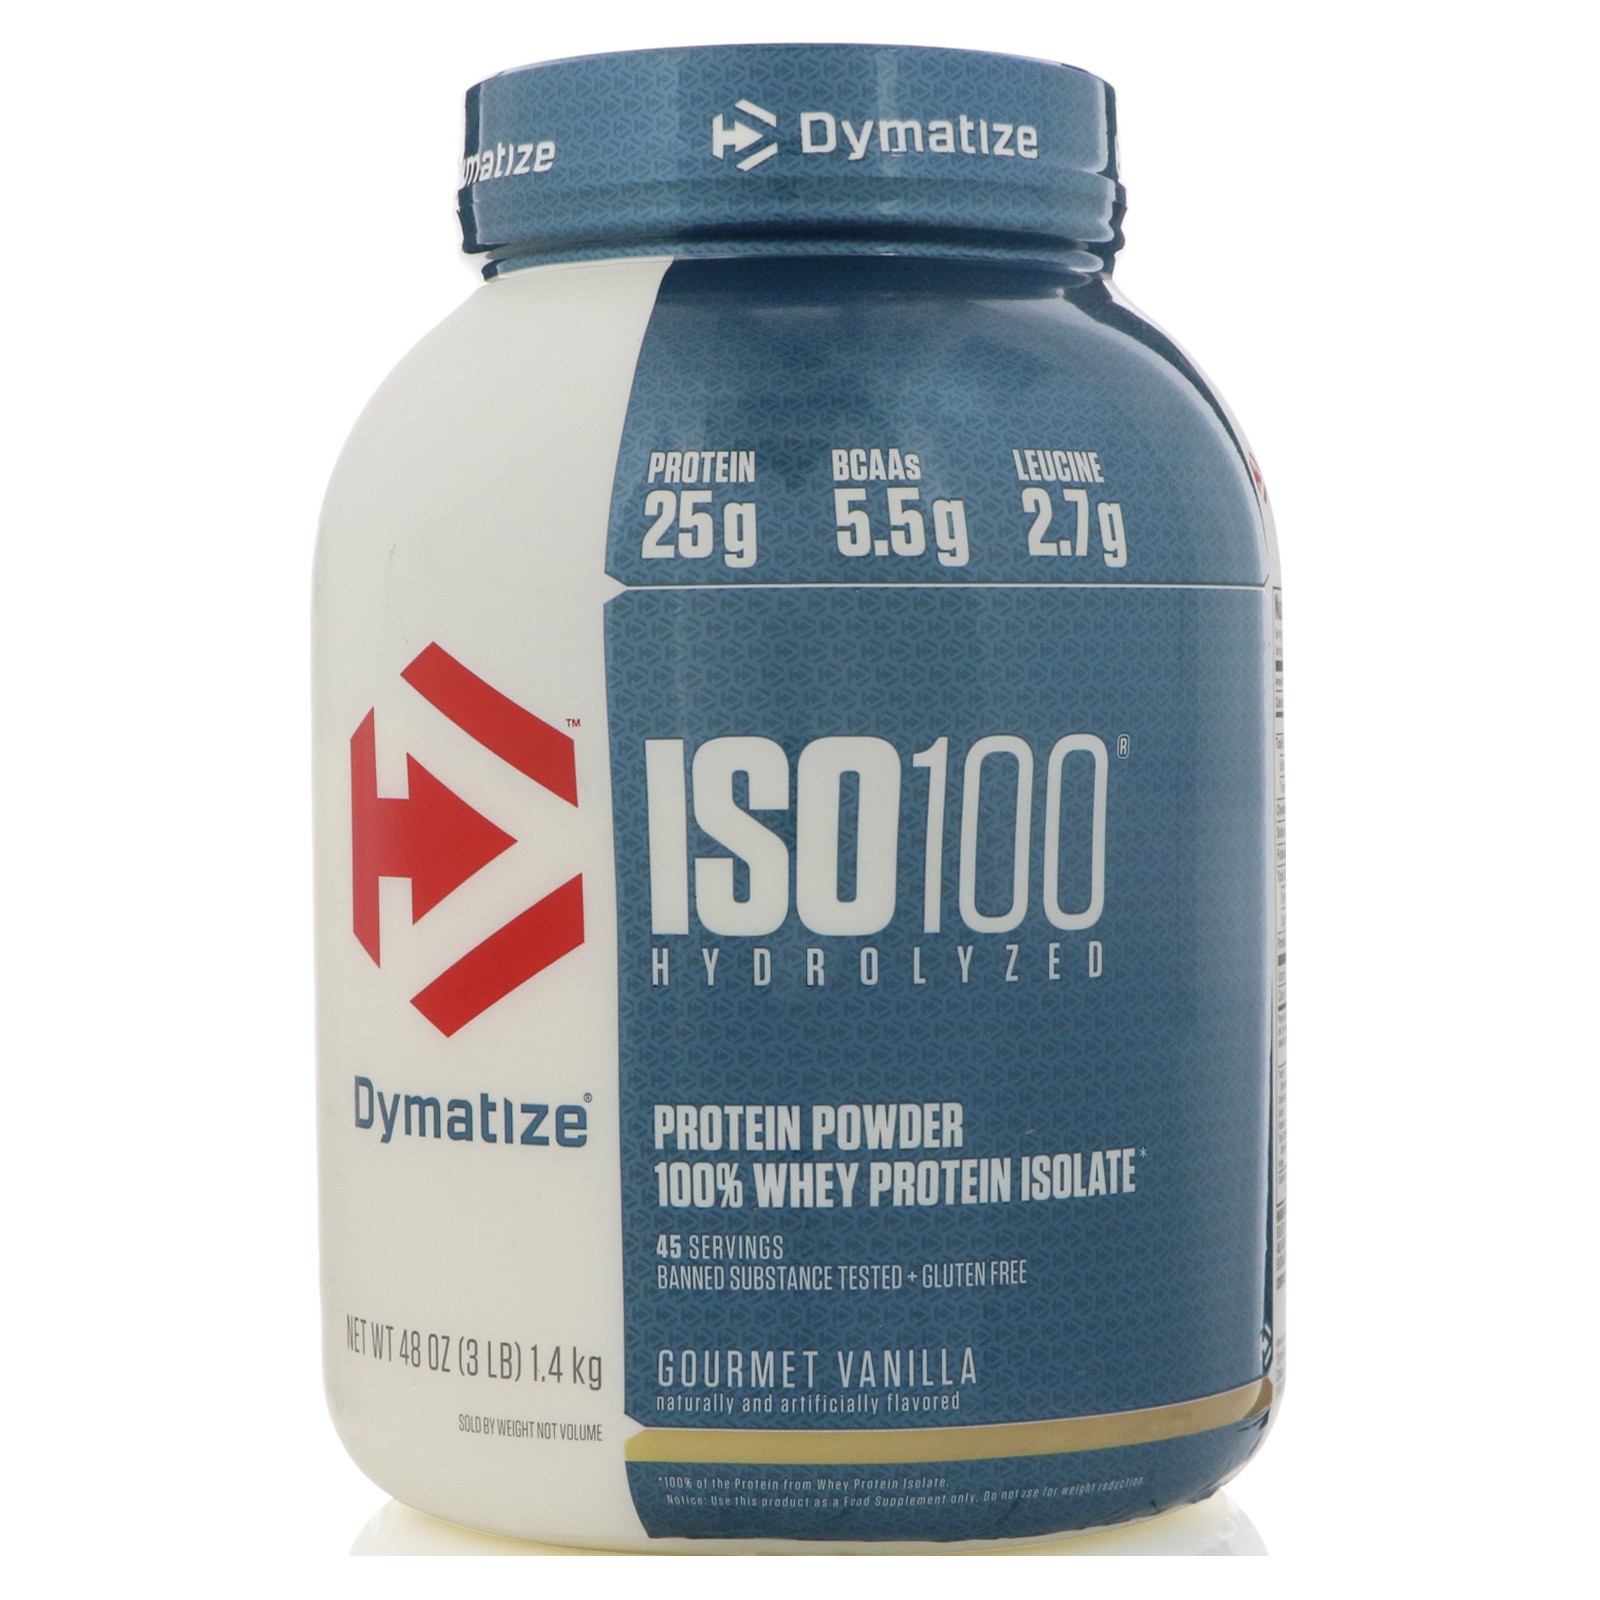 matize
Dymatize
PROTEIN BCAAs LEUCINE
25g 5.5g 2.7g
™
ISO100®
HYDROLYZED
Dymatize®
PROTEIN POWDER
100% WHEY PROTEIN ISOLATE*
45 SERVINGS
BANNED SUBSTANCE TESTED + GLUTEN FREE
NET WT 48 OZ (3 LB) 1.4 kg
SOLD BY WEIGHT NOT VOLUME
GOURMET VANILLA
naturally and artificially flavored
*100% of the Protein from Whey Protein Isolate.
Notice: Use this product as a Food Supplement only. Do not use for weight reduction.